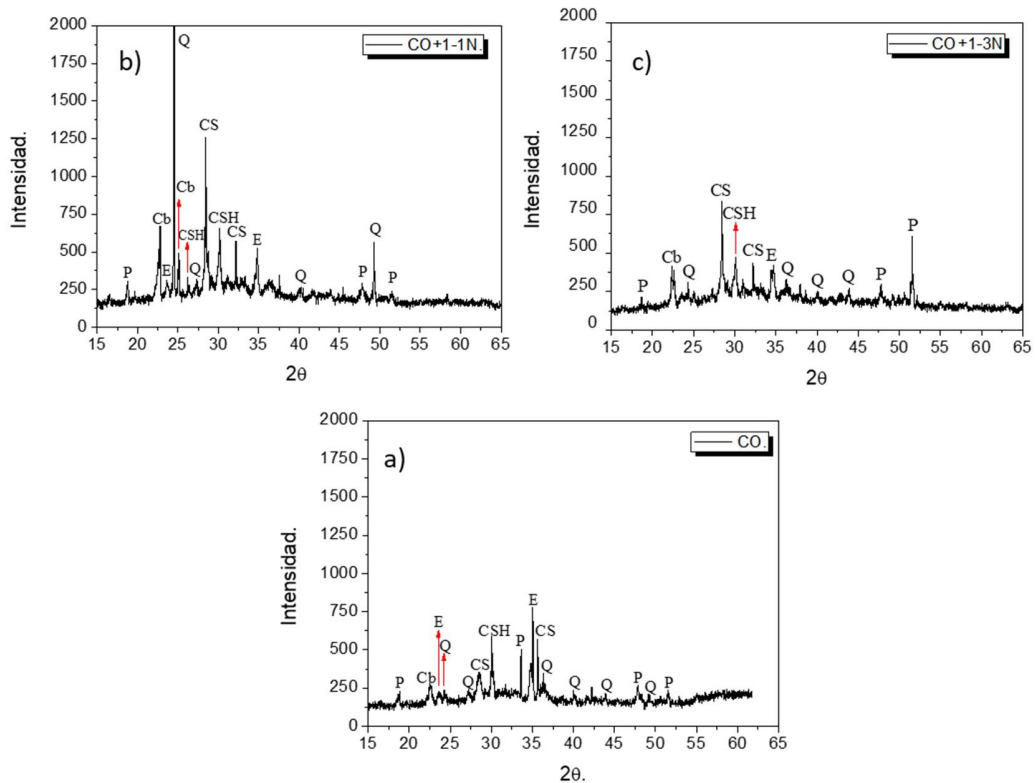 b)
CO+1-1N.
Intensidad.
2000
1750
1500
1250
1000
750
500
250
0
Q
CS
Cb
Cb
CSH
CSH
CS
Q
P
E
Q
E
Q
P
P
15 20 25 30 35 40 45 50 55 60 65
2θ
c)
CO+1-3N
Intensidad.
2000
1750
1500
1250
1000
750
500
250
0
CS
CSH
P
Cb
Q
CS
E
Q
P
Q
Q
P
15 20 25 30 35 40 45 50 55 60 65
2θ
a)
CO.
Intensidad.
2000
1750
1500
1250
1000
750
500
250
0
E
E
Q
CSH
P
CS
P
Cb
Q
CS
Q
Q
Q
P
Q
P
15 20 25 30 35 40 45 50 55 60 65
2θ.